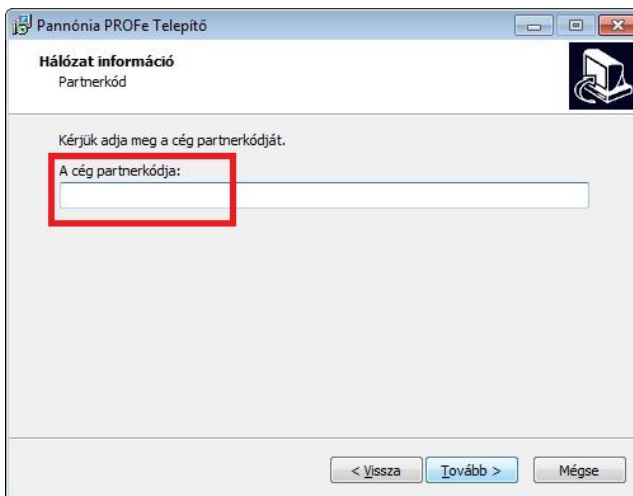 Pannónia PROFe Telepítő
Hálózat információ
Partnerkód
Kérjük adja meg a cég partnerkódját.
A cég partnerkódja:
< Vissza
Tovább >
Mégse